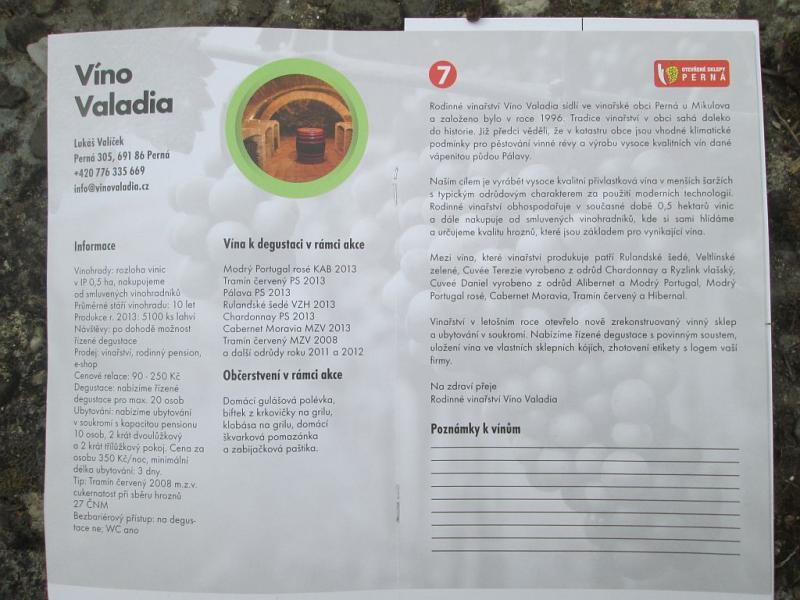 Víno
Valadia
Lukáš Valíček
Perná 305, 691 86 Perná
+420 776 335 669
info@vinovaladia.cz
Informace
Vinohrady: rozloha vinic
v IP 0,5 ha, nakupujeme
od smluvených vinohradníků
Průměrné stáří vinohradu: 10 let
Produkce r. 2013: 5100 ks lahví
Návštěvy: po dohodě možnost
řízené degustace
Prodej: vinařství, rodinný pension,
e-shop
Cenové relace: 90 - 250 Kč
Degustace: nabízíme řízené
degustace pro max. 20 osob
Ubytování: nabízíme ubytování
v soukromí s kapacitou pensionu
10 osob, 2 krát dvoulůžkový
a 2 krát třílůžkový pokoj. Cena za
osobu 350 Kč/noc, minimální
délka ubytování: 3 dny.
Tip: Tramín červený 2008 m.z.v.
cukernatost při sběru hroznů
27 ČNM
Bezbariérový přístup: na degus-
tace ne, WC ano
Vína k degustaci v rámci akce
Modrý Portugal rosé KAB 2013
Tramín červený PS 2013
Pálava PS 2013
Rulandské šedé VZH 2013
Chardonnay PS 2013
Cabernet Moravia MZV 2013
Tramín červený MZV 2008
a další odrůdy roku 2011 a 2012
Občerstvení v rámci akce
Domácí gulášová polévka,
biftek z krkovičky na grilu,
klobása na grilu, domácí
škvarková pomazánka
a zabijačková paštika.
7
OTEVŘENÉ SKLEPY
PERNÁ
Rodinné vinařství Víno Valadia sídlí ve vinařské obci Perná u Mikulova
a založeno bylo v roce 1996. Tradice vinařství v obci sahá daleko
do historie. Již předci věděli, že v katastru obce jsou vhodné klimatické
podmínky pro pěstování vinné révy a výrobu vysoce kvalitních vín dané
vápenitou půdou Pálavy.
Naším cílem je vyrábět vysoce kvalitní přívlastková vína v menších šaržích
s typickým odrůdovým charakterem za použití moderních technologií.
Rodinné vinařství obhospodařuje v současné době 0,5 hektarů vinic
a dále nakupuje od smluvených vinohradníků, kde si sami hlídáme
a určujeme kvalitu hroznů, které jsou základem pro vynikající vína.
Mezi vína, které vinařství produkuje patří Rulandské šedé, Veltlínské
zelené, Cuvée Terezie vyrobeno z odrůd Chardonnay a Ryzlink vlašský,
Cuveé Daniel vyrobeno z odrůd Alibernet a Modrý Portugal, Modrý
Portugal rosé, Cabernet Moravia, Tramín červený a Hibernal.
Vinařství v letošním roce otevřelo nově zrekonstruovaný vinný sklep
a ubytování v soukromí. Nabízíme řízené degustace s povinným soustem,
uložení vína ve vlastních sklepních kójích, zhotovení etikety s logem vaší
firmy.
Na zdraví přeje
Rodinné vinařství Víno Valadia
Poznámky k vínům